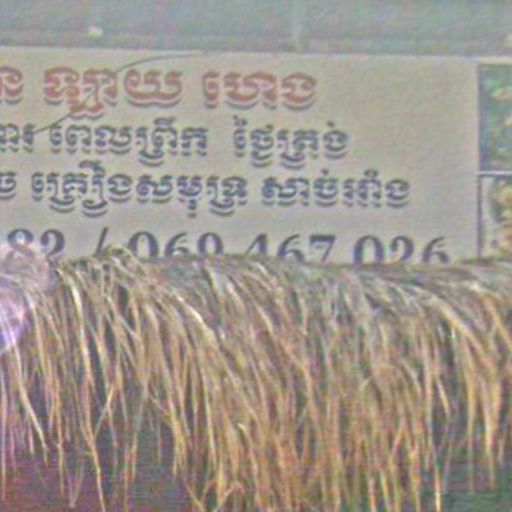 ឡាយ ហេង
ពេលព្រឹក ថ្ងៃត្រង់
គ្រឿងសមុទ្រ សាច់អាំង
82 / 069 467 026